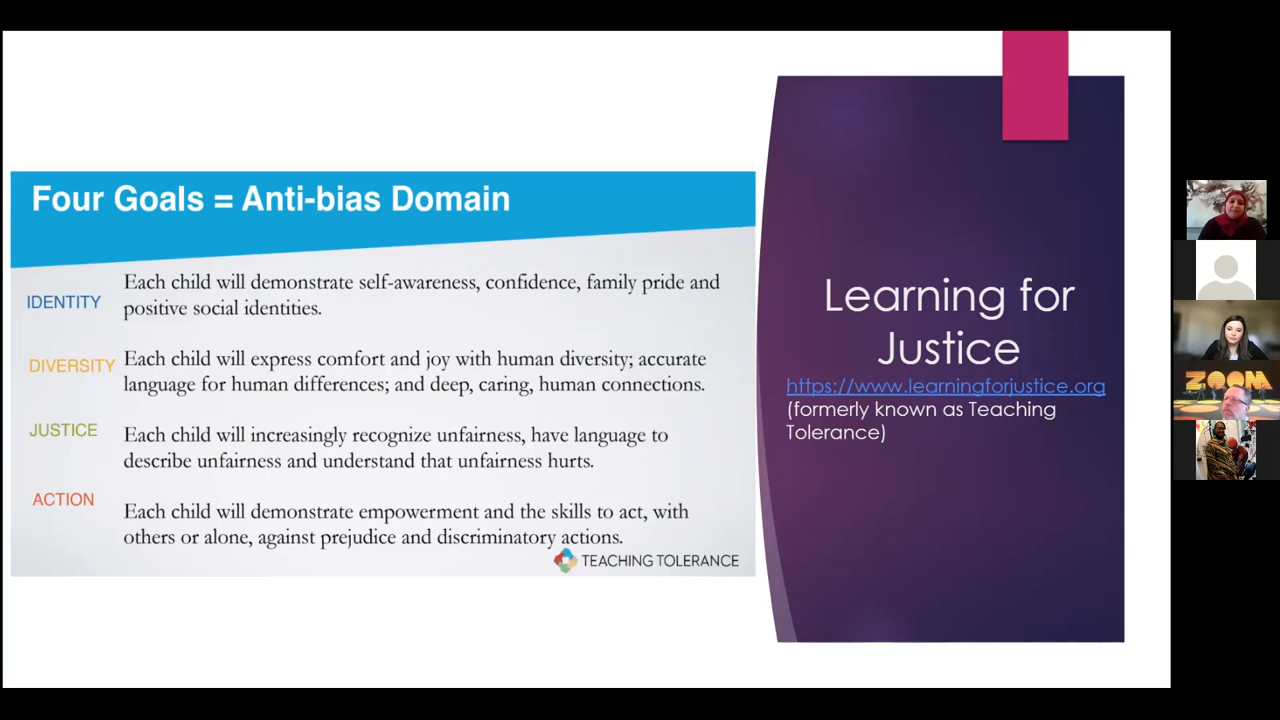 Four Goals = Anti-bias Domain
IDENTITY
Each child will demonstrate self-awareness, confidence, family pride and
positive social identities.
DIVERSITY
Each child will express comfort and joy with human diversity; accurate
language for human differences; and deep, caring, human connections.
JUSTICE
Each child will increasingly recognize unfairness, have language to
describe unfairness and understand that unfairness hurts.
ACTION
Each child will demonstrate empowerment and the skills to act, with
others or alone, against prejudice and discriminatory actions.
TEACHING TOLERANCE
Learning for
Justice
https://www.learningforjustice.org
(formerly known as Teaching
Tolerance)
ZOOM